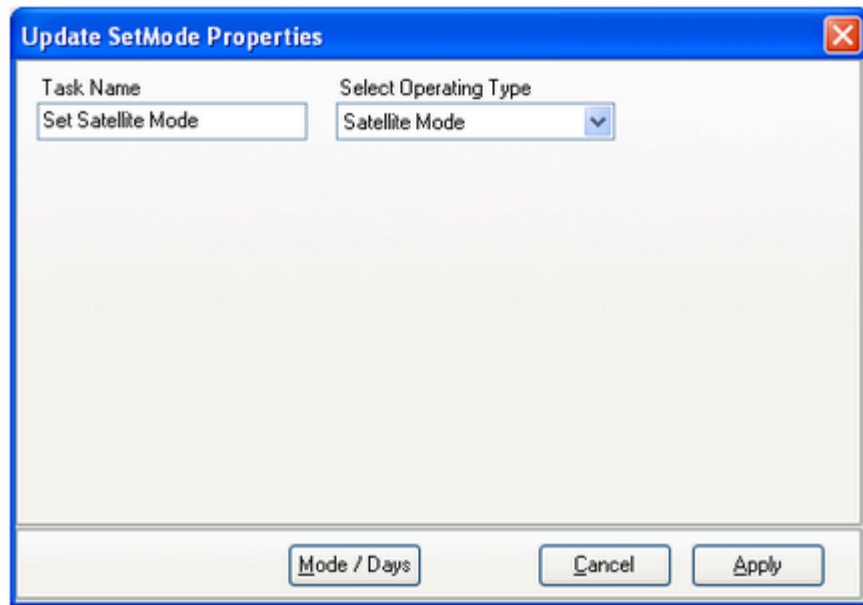 Update SetMode Properties
Task Name Select Operating Type
Set Satellite Mode Satellite Mode
Mode / Days Cancel Apply